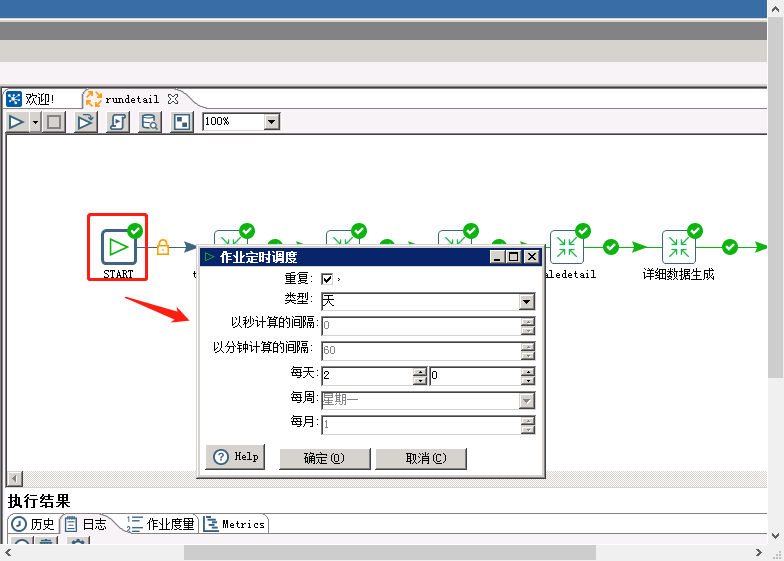 欢迎!
rundetail
100%
START
aledetail
详细数据生成
作业定时调度
重复:
类型: 天
以秒计算的间隔: 0
以分钟计算的间隔: 60
每天: 2 0
每周: 星期一
每月: 1
Help 确定(O) 取消(C)
执行结果
历史 日志 作业度量 Metrics